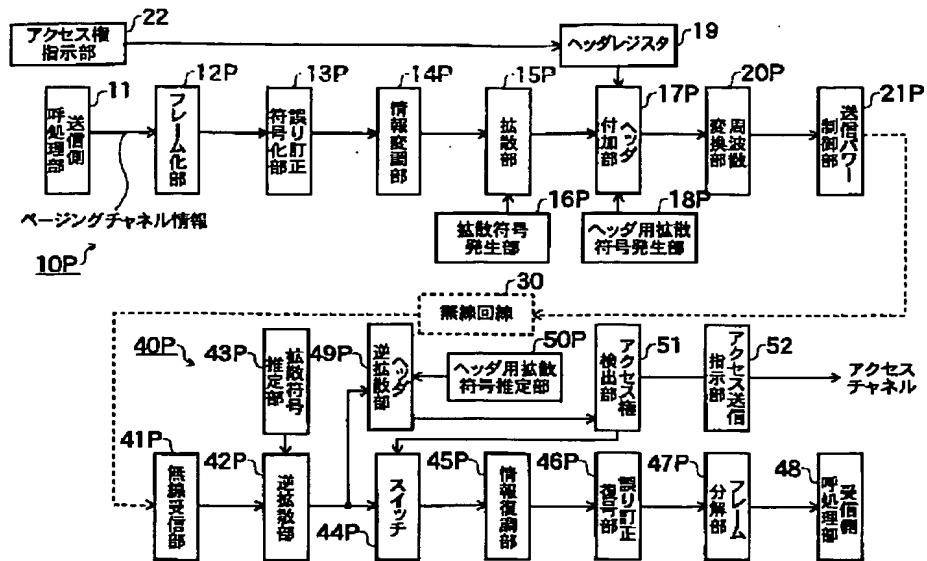 22
アクセス権
指示部
ヘッダレジスタ
19
11
送信側
呼処理部
12P
フレーム化部
13P
誤り訂正
符号化部
14P
情報変調部
15P
拡散部
17P
ヘッダ
付加部
20P
周波数
変換部
21P
送信パワー
制御部
ページングチャネル情報
10P
16P
拡散符号
発生部
18P
ヘッダ用拡散
符号発生部
30
無線回線
40P
43P
拡散符号
推定部
49P
ヘッダ
逆拡散部
50P
ヘッダ用拡散
符号推定部
51
アクセス権
検出部
52
アクセス送信
指示部
アクセス
チャネル
41P
無線受信部
42P
逆拡散部
44P
スイッチ
45P
情報復調部
46P
誤り訂正
復号部
47P
フレーム
分解部
48
受信側
呼処理部